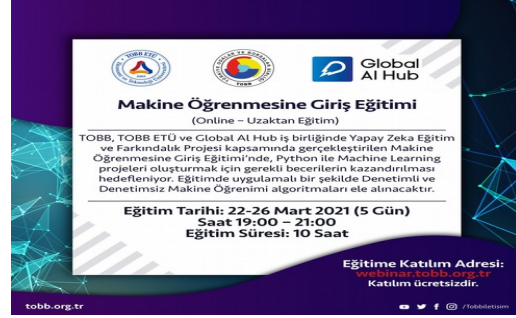 TOBB ETÜ
TOBB
Global
AI Hub
Makine Öğrenmesine Giriş Eğitimi
(Online – Uzaktan Eğitim)
TOBB, TOBB ETÜ ve Global AI Hub iş birliğinde Yapay Zeka Eğitim
ve Farkındalık Projesi kapsamında gerçekleştirilen Makine
Öğrenmesine Giriş Eğitimi'nde, Python ile Machine Learning
projeleri oluşturmak için gerekli becerilerin kazandırılması
hedefleniyor. Eğitimde uygulamalı bir şekilde Denetimli ve
Denetimsiz Makine Öğrenimi algoritmaları ele alınacaktır.
Eğitim Tarihi: 22-26 Mart 2021 (5 Gün)
Saat 19:00 – 21:00
Eğitim Süresi: 10 Saat
Eğitime Katılım Adresi:
webinar.tobb.org.tr
Katılım ücretsizdir.
tobb.org.tr
/Tobbiletisim